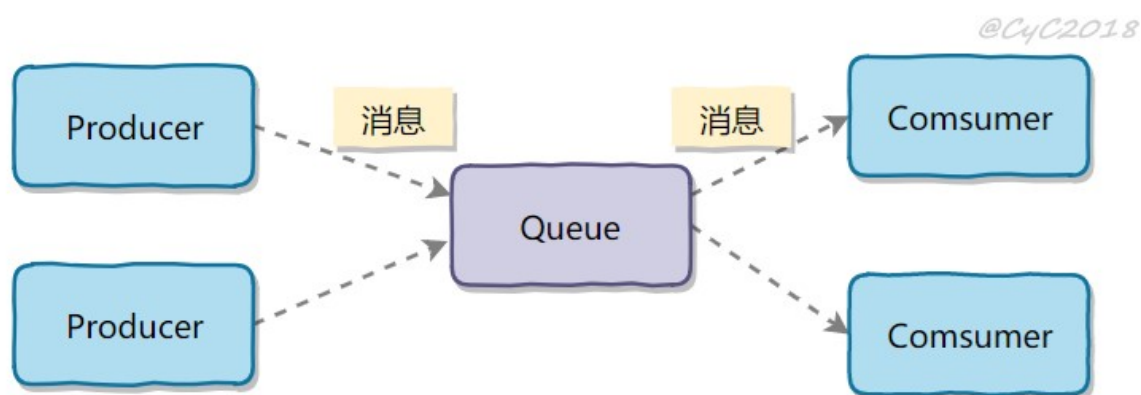 @CyC2018
Producer
消息
消息
Comsumer
Queue
Producer
Comsumer